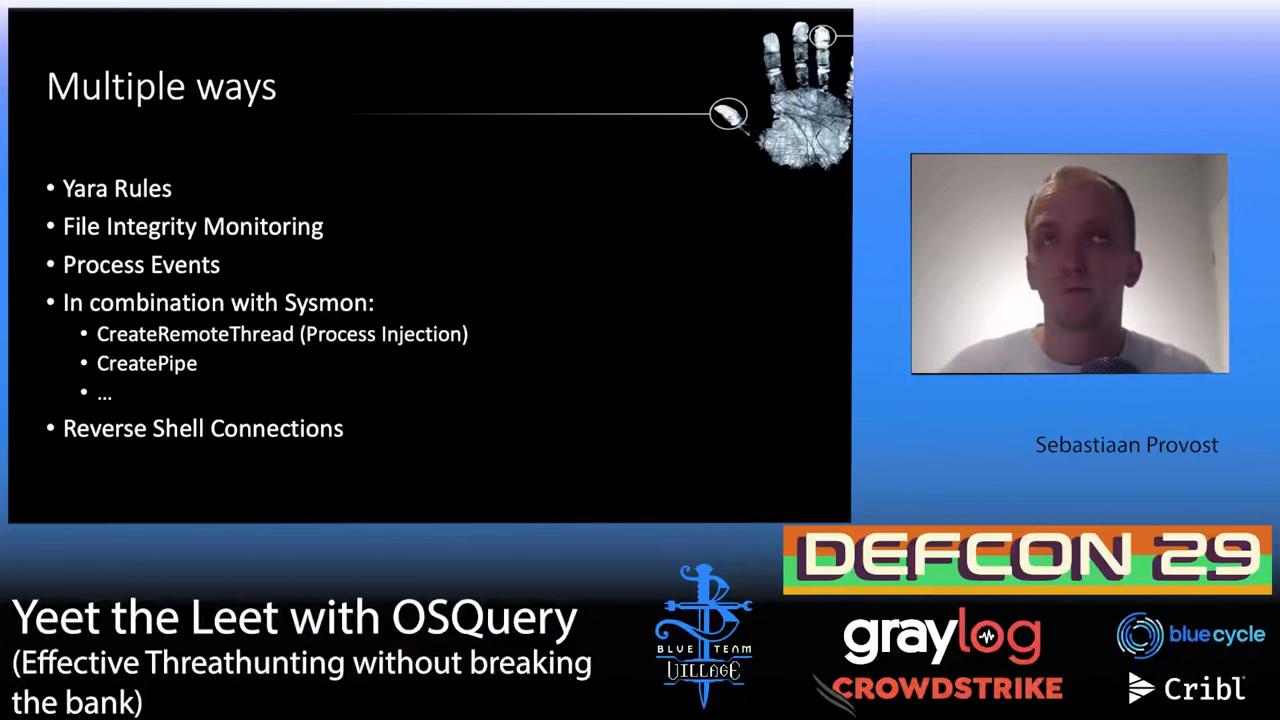 Multiple ways
• Yara Rules
• File Integrity Monitoring
• Process Events
• In combination with Sysmon:
• CreateRemoteThread (Process Injection)
• CreatePipe
• ...
• Reverse Shell Connections
Sebastiaan Provost
DEFCON 29
Yeet the Leet with OSQuery
(Effective Threathunting without breaking
the bank)
BLUE TEAM
VILLAGE
graylog
bluecycle
CROWDSTRIKE
Cribl